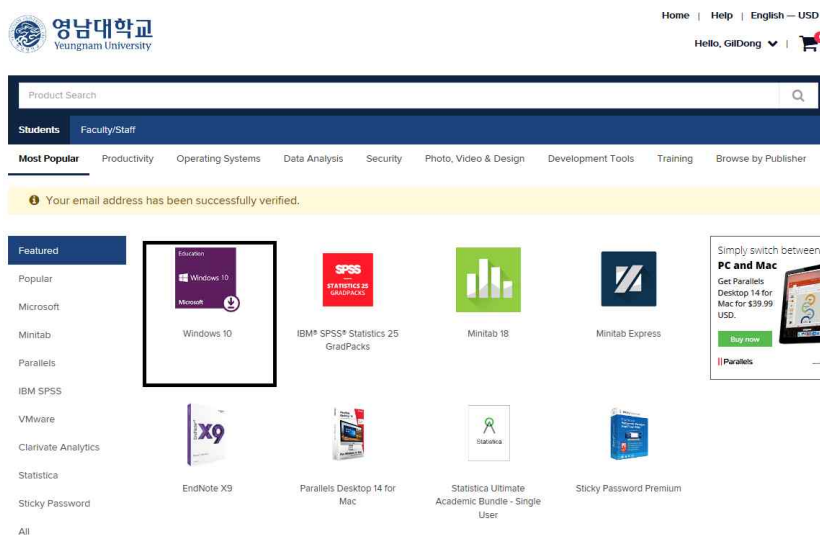 Home | Help | English — USD
영남대학교
Yeungnam University
Hello, GilDong
Product Search
Students Faculty/Staff
Most Popular Productivity Operating Systems Data Analysis Security Photo, Video & Design Development Tools Training Browse by Publisher
Your email address has been successfully verified.
Featured
Popular
Microsoft
Minitab
Parallels
IBM SPSS
VMware
Clarivate Analytics
Statistica
Sticky Password
All
Education
Windows 10
Microsoft
Windows 10
SPSS
STATISTICS 25
GRADPACKS
IBM® SPSS® Statistics 25
GradPacks
Minitab 18
Minitab Express
Simply switch between
PC and Mac
Get Parallels
Desktop 14 for
Mac for $39.99
USD.
Buy now
Parallels
X9
EndNote X9
Parallels Desktop 14 for
Mac
Statistica
Statistica Ultimate
Academic Bundle - Single
User
Sticky Password Premium